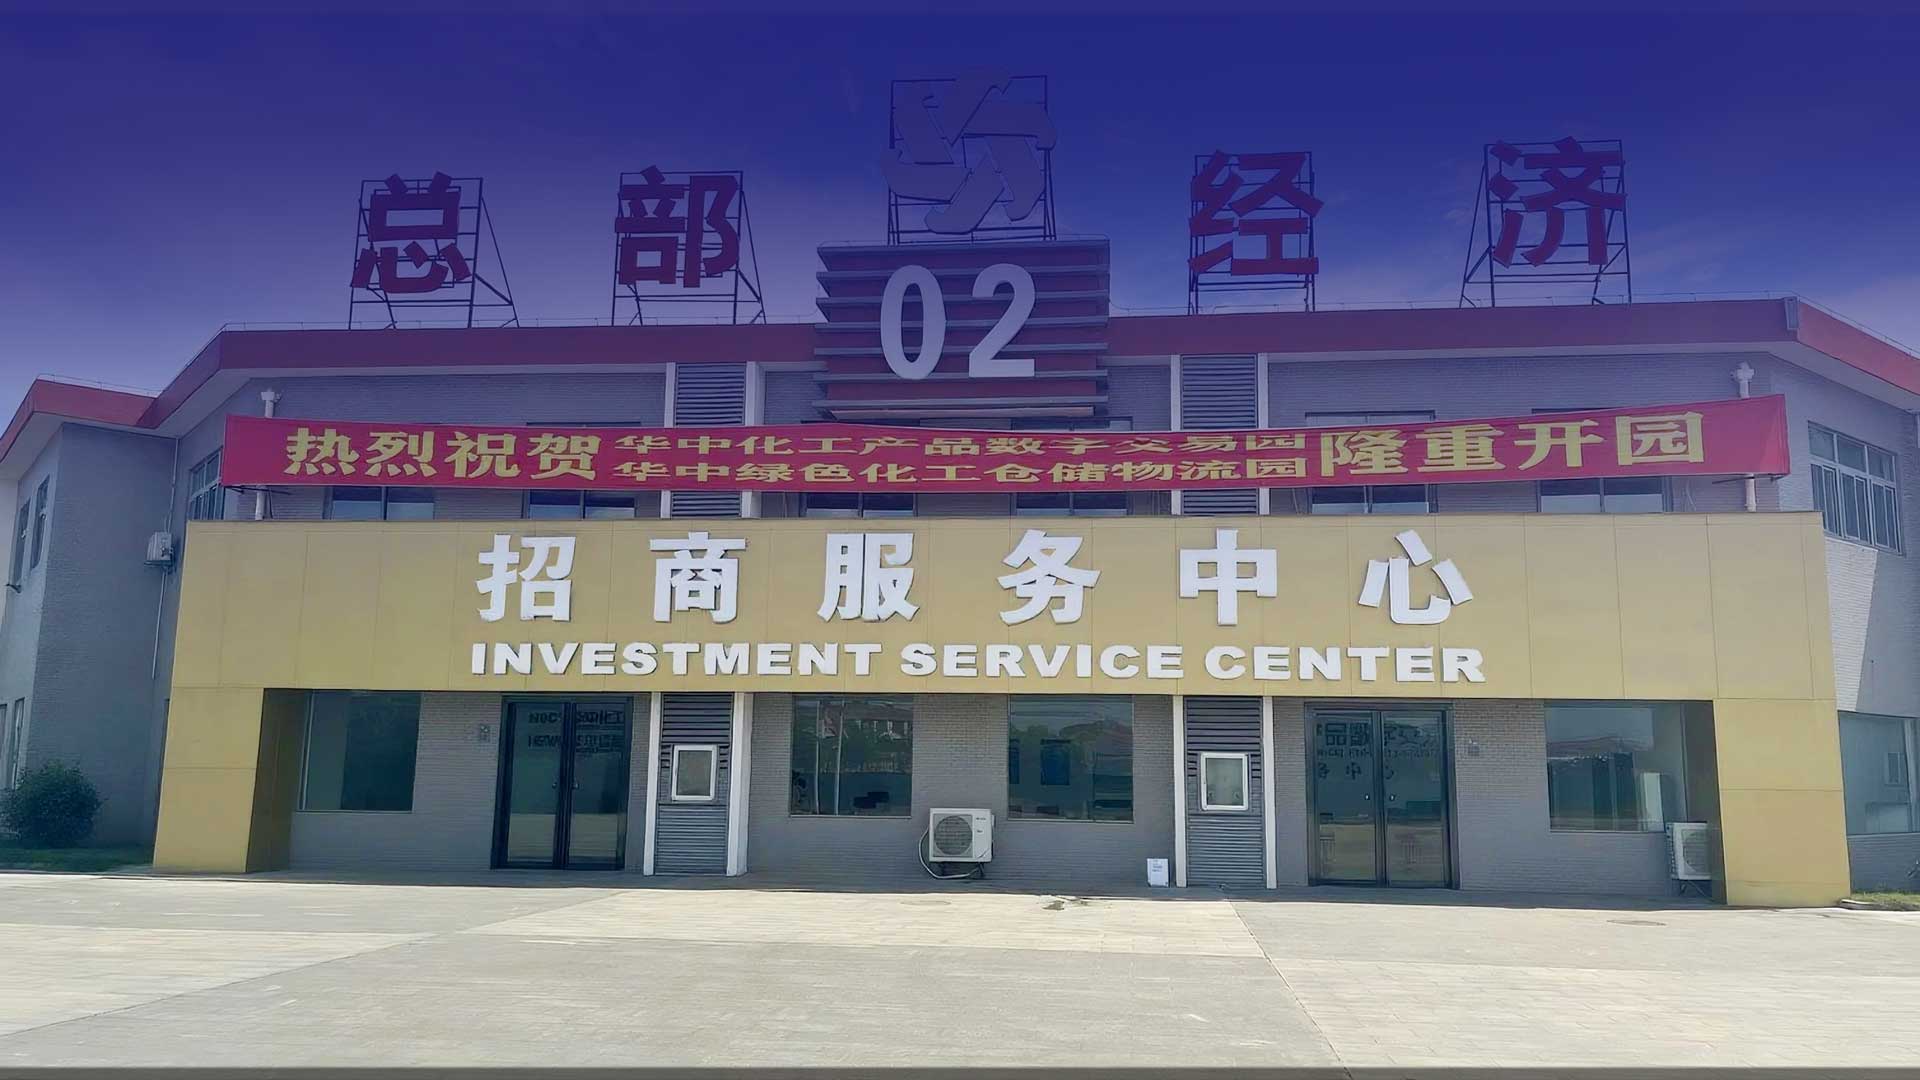 总部经济
02
热烈祝贺 华中化工产品数字交易园 隆重开园
华中绿色化工仓储物流园
招商服务中心
INVESTMENT SERVICE CENTER